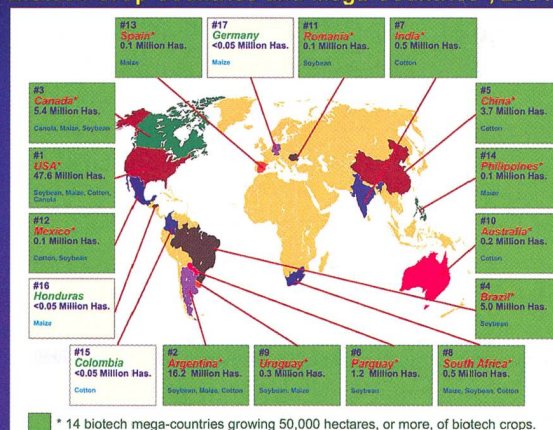 #13
Spain*
0.1 Million Has.
Maize
#17
Germany
<0.05 Million Has.
Maize
#11
Romania*
0.1 Million Has.
Soybean
#7
India*
0.5 Million Has.
Cotton
#3
Canada*
5.4 Million Has.
Canola, Maize, Soybean
#5
China*
3.7 Million Has.
Cotton
#1
USA*
47.6 Million Has.
Soybean, Maize, Cotton,
Canola
#14
Philippines*
0.1 Million Has.
Maize
#12
Mexico*
0.1 Million Has.
Cotton, Soybean
#10
Australia*
0.2 Million Has.
Cotton
#16
Honduras
<0.05 Million Has.
Maize
#4
Brazil*
5.0 Million Has.
Soybean
#15
Colombia
<0.05 Million Has.
Cotton
#2
Argentina*
16.2 Million Has.
Soybean, Maize, Cotton
#9
Uruguay*
0.3 Million Has.
Soybean, Maize
#6
Parguay*
1.2 Million Has.
Soybean
#8
South Africa*
0.5 Million Has.
Maize, Soybean, Cotton
* 14 biotech mega-countries growing 50,000 hectares, or more, of biotech crops.